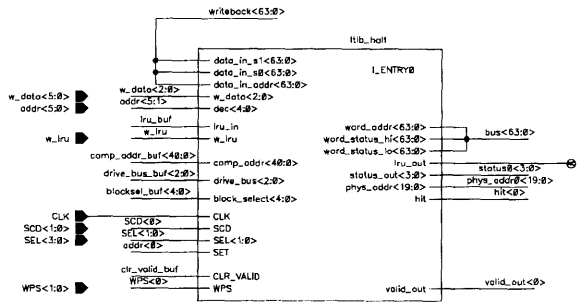 writeback<63:0>
ltlb_half
data_in_s1<63:0>
data_in_s0<63:0>
I_ENTRY0
data_in_addr<63:0>
w_data<5:0> w_data<2:0> w_data<2:0>
addr<5:0> addr<5:1> dec<4:0>
lru_buf lru_in
w_lru w_lru w_lru
word_addr<63:0>
word_status_hi<63:0> bus<63:0>
word_status_lo<63:0>
comp_addr_buf<40:0> comp_addr<40:0> lru_out
drive_bus_buf<2:0> drive_bus<2:0> status_out<3:0> status0<3:0>
phys_addr<19:0> phys_addr0<19:0>
blocksel_buf<4:0> block_select<4:0> hit hit<0>
CLK CLK
SCD<1:0> SCD<0> SCD
SEL<3:0> SEL<1:0> SEL<1:0>
addr<0> SET
clr_valid_buf CLR_VALID
WPS<1:0> WPS<0> WPS valid_out valid_out<0>